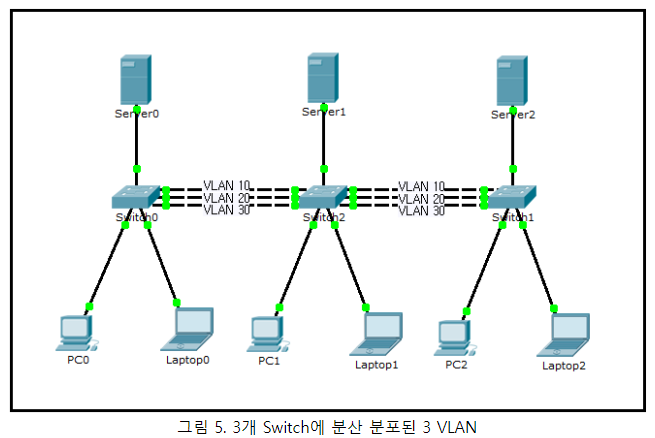 Server0
Server1
Server2
VLAN 10
VLAN 10
VLAN 20
VLAN 20
VLAN 30
VLAN 30
Switch0
Switch2
Switch1
PC0
Laptop0
PC1
Laptop1
PC2
Laptop2
그림 5. 3개 Switch에 분산 분포된 3 VLAN